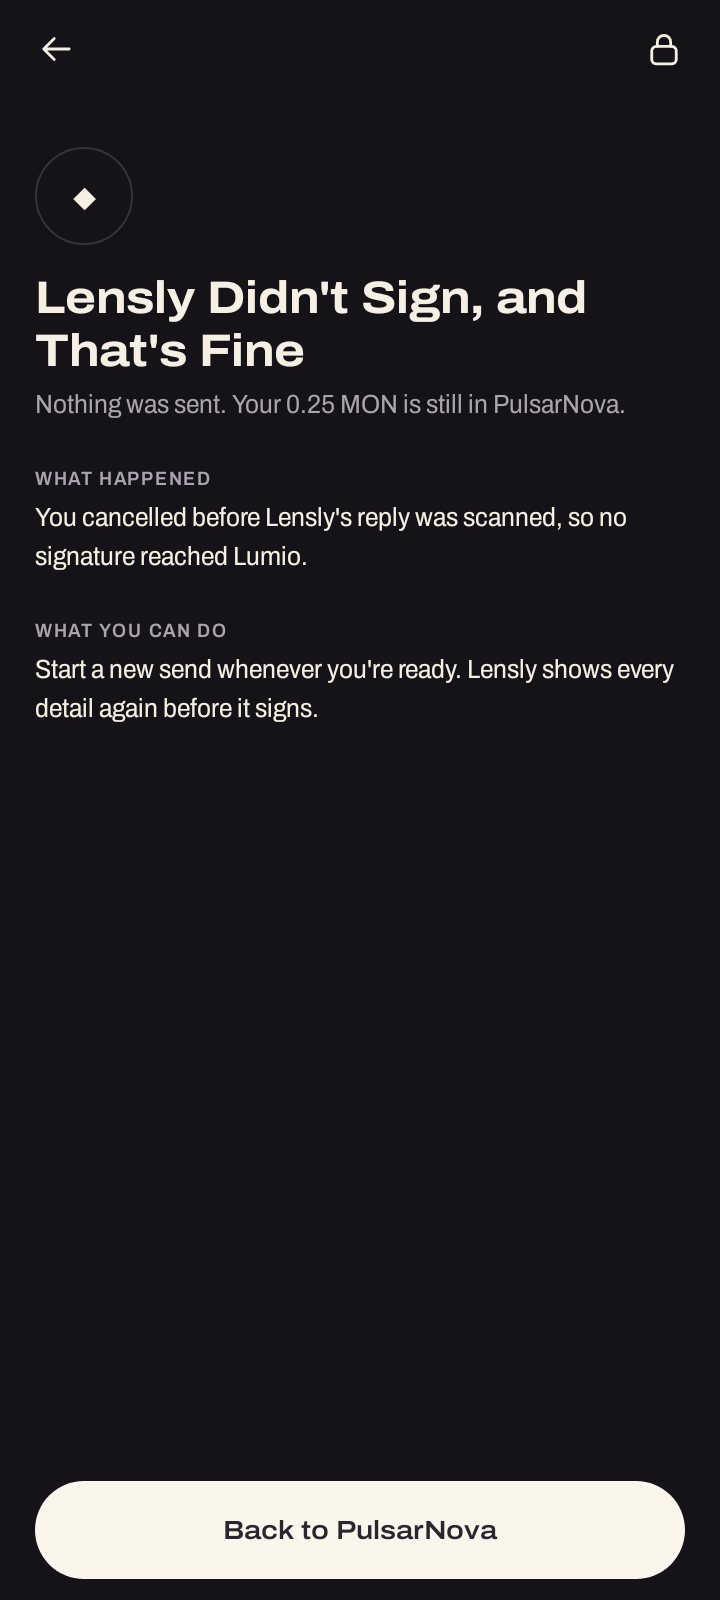 Lensly Didn't Sign, and
That's Fine
Nothing was sent. Your 0.25 MON is still in PulsarNova.
WHAT HAPPENED
You cancelled before Lensly's reply was scanned, so no
signature reached Lumio.
WHAT YOU CAN DO
Start a new send whenever you're ready. Lensly shows every
detail again before it signs.
Back to PulsarNova